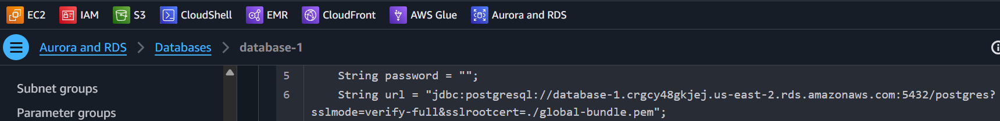 EC2 IAM S3 CloudShell EMR CloudFront AWS Glue Aurora and RDS
Aurora and RDS > Databases > database-1
Subnet groups
Parameter groups
5 String password = "";
6 String url = "jdbc:postgresql://database-1.crgcy48gkjej.us-east-2.rds.amazonaws.com:5432/postgres?
sslmode=verify-full&sslrootcert=./global-bundle.pem";